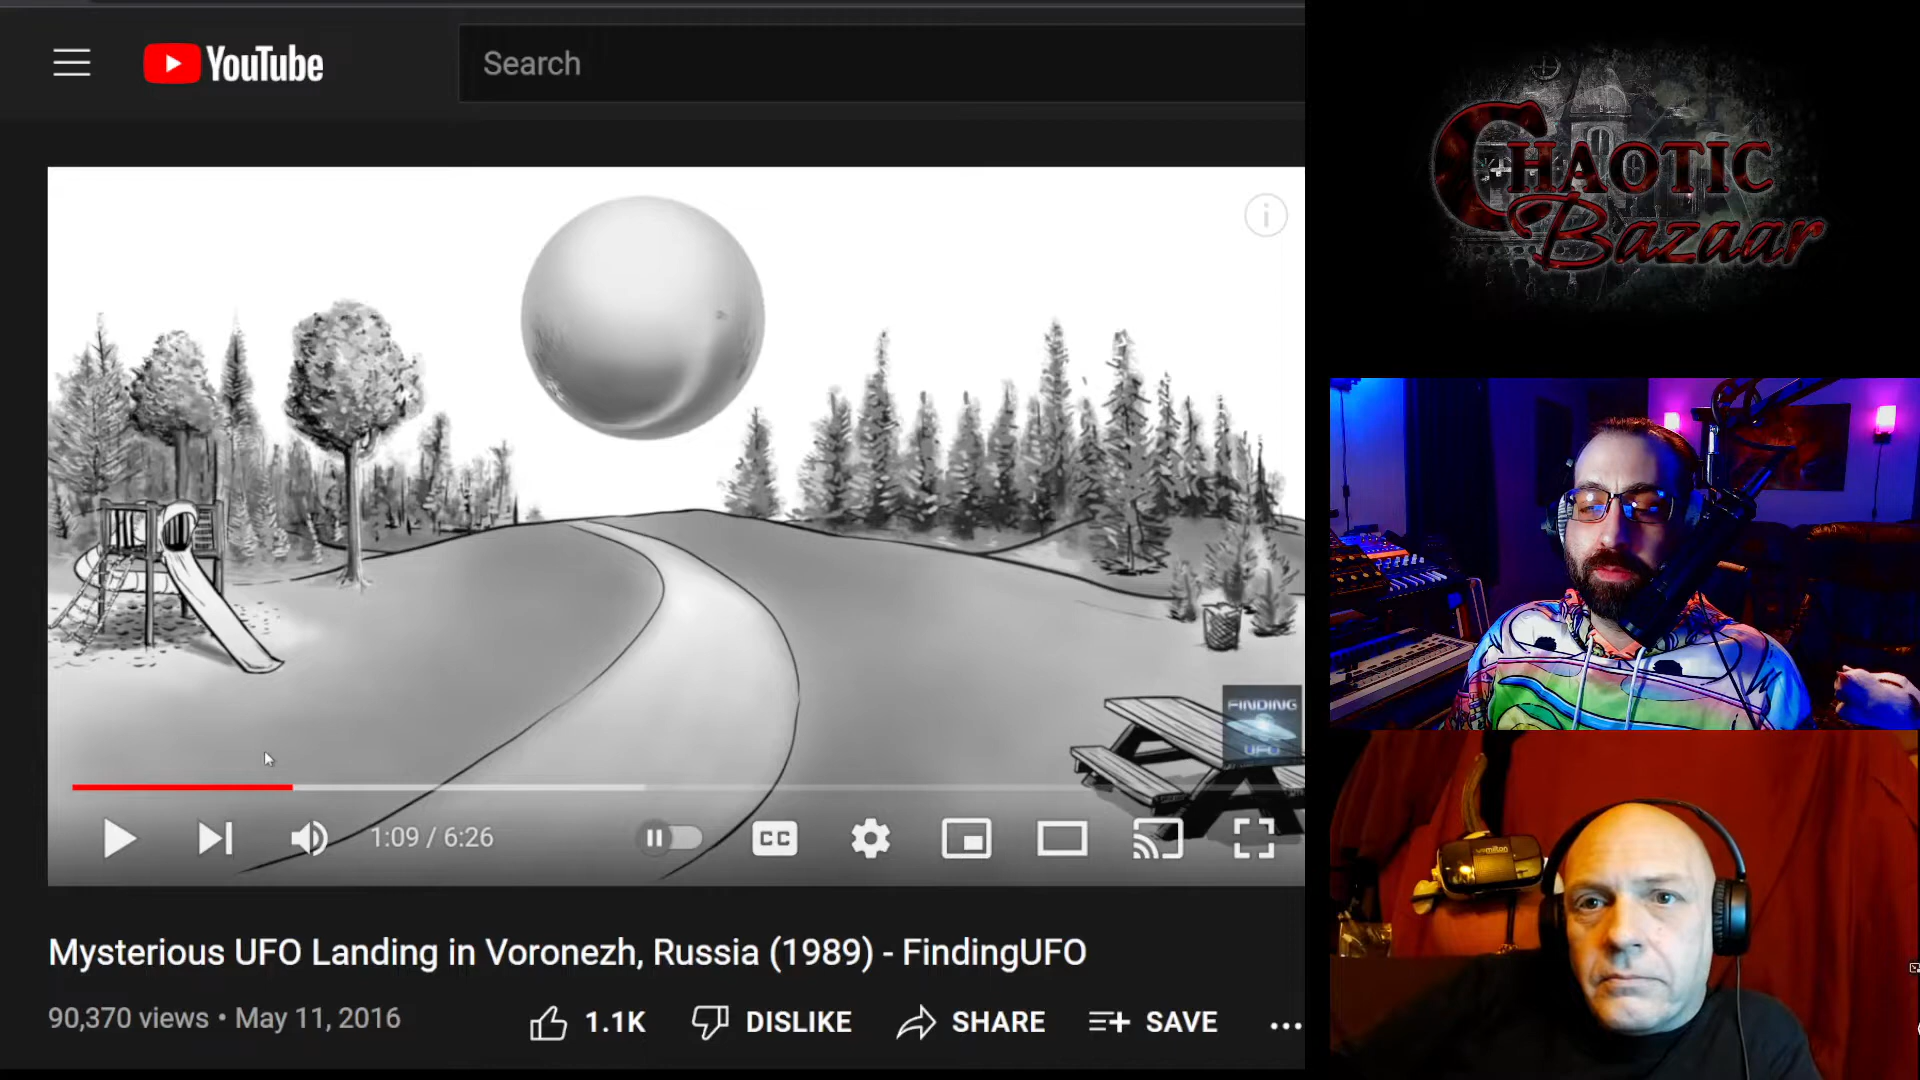 YouTube
Search
CHAOTIC
Bazaar
FINDING
UFO
1:09 / 6:26
CC
Mysterious UFO Landing in Voronezh, Russia (1989) - FindingUFO
90,370 views • May 11, 2016
1.1K
DISLIKE
SHARE
SAVE